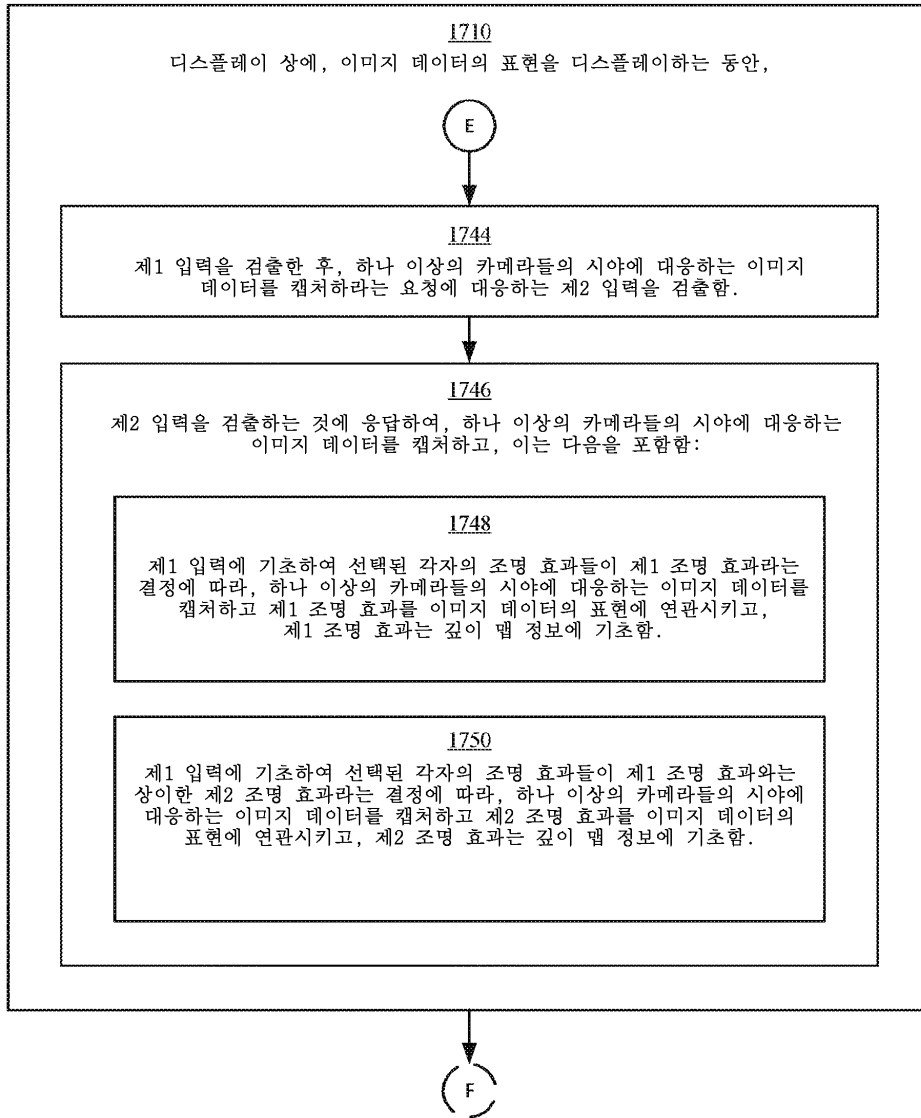 1710
디스플레이 상에, 이미지 데이터의 표현을 디스플레이하는 동안,
E
1744
제1 입력을 검출한 후, 하나 이상의 카메라들의 시야에 대응하는 이미지
데이터를 캡처하라는 요청에 대응하는 제2 입력을 검출함.
1746
제2 입력을 검출하는 것에 응답하여, 하나 이상의 카메라들의 시야에 대응하는
이미지 데이터를 캡처하고, 이는 다음을 포함함:
1748
제1 입력에 기초하여 선택된 각자의 조명 효과들이 제1 조명 효과라는
결정에 따라, 하나 이상의 카메라들의 시야에 대응하는 이미지 데이터를
캡처하고 제1 조명 효과를 이미지 데이터의 표현에 연관시키고,
제1 조명 효과는 깊이 맵 정보에 기초함.
1750
제1 입력에 기초하여 선택된 각자의 조명 효과들이 제1 조명 효과와는
상이한 제2 조명 효과라는 결정에 따라, 하나 이상의 카메라들의 시야에
대응하는 이미지 데이터를 캡처하고 제2 조명 효과를 이미지 데이터의
표현에 연관시키고, 제2 조명 효과는 깊이 맵 정보에 기초함.
F